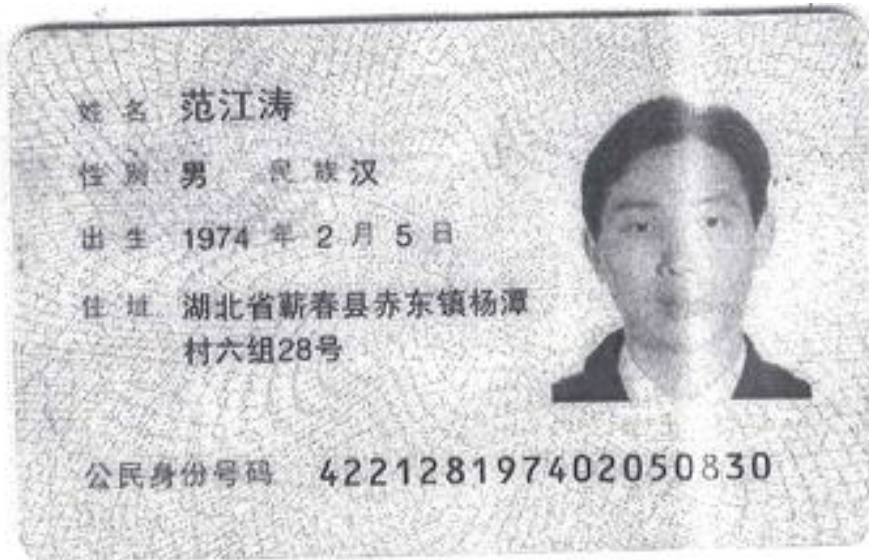 姓名 范江涛
性别 男 民族 汉
出生 1974 年 2 月 5 日
住址 湖北省蕲春县赤东镇杨潭
村六组28号
公民身份号码 422128197402050830